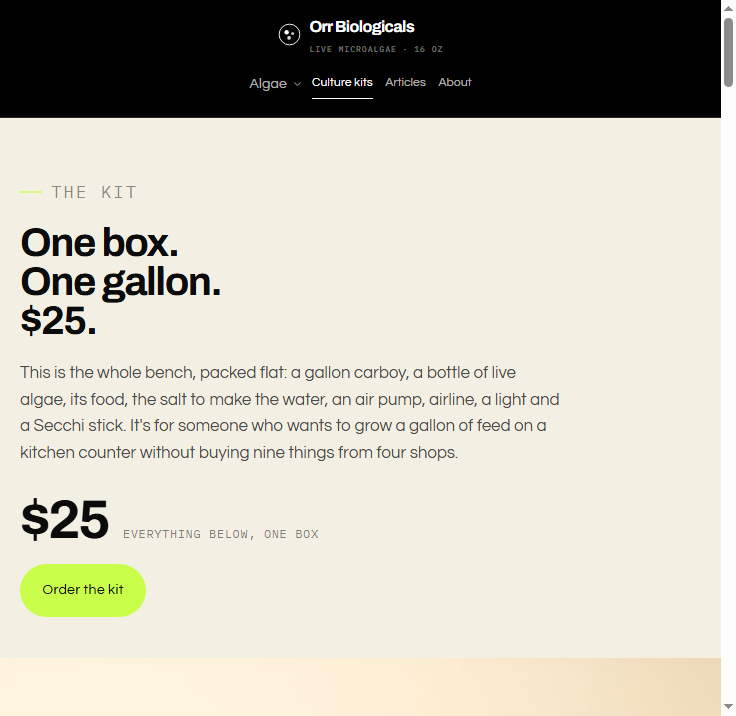 Orr Biologicals
LIVE MICROALGAE · 16 OZ
Algae Culture kits Articles About
THE KIT
One box.
One gallon.
$25.
This is the whole bench, packed flat: a gallon carboy, a bottle of live
algae, its food, the salt to make the water, an air pump, airline, a light and
a Secchi stick. It's for someone who wants to grow a gallon of feed on a
kitchen counter without buying nine things from four shops.
$25 EVERYTHING BELOW, ONE BOX
Order the kit